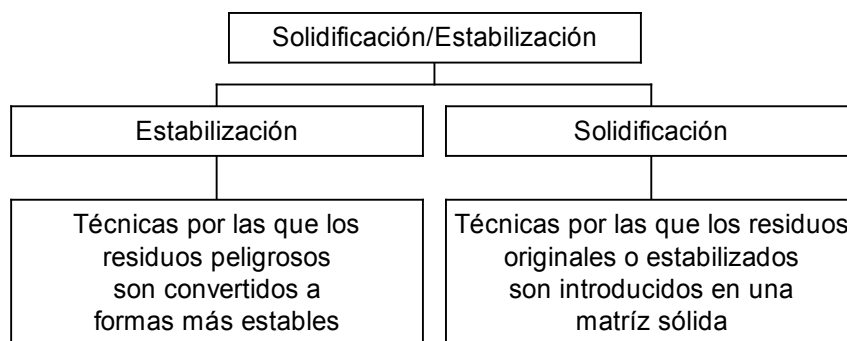 Solidificación/Estabilización
Estabilización
Solidificación
Técnicas por las que los
residuos peligrosos
son convertidos a
formas más estables
Técnicas por las que los residuos
originales o estabilizados
son introducidos en una
matríz sólida